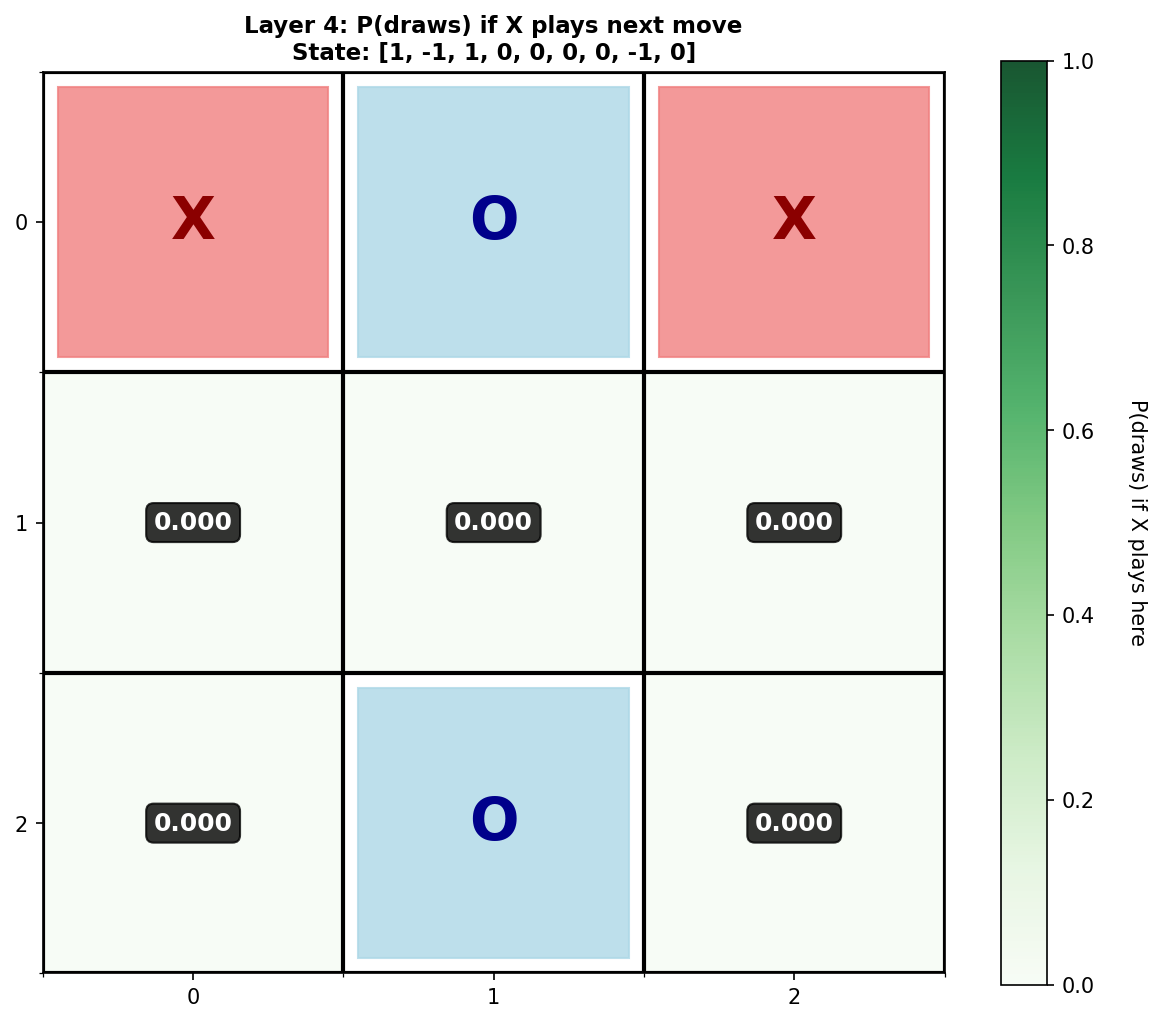 Layer 4: P(draws) if X plays next move
State: [1, -1, 1, 0, 0, 0, 0, -1, 0]
X O X
0
0.000 0.000 0.000
1
0.000 O 0.000
2
0 1 2
1.0
0.8
0.6
0.4
0.2
0.0
P(draws) if X plays here